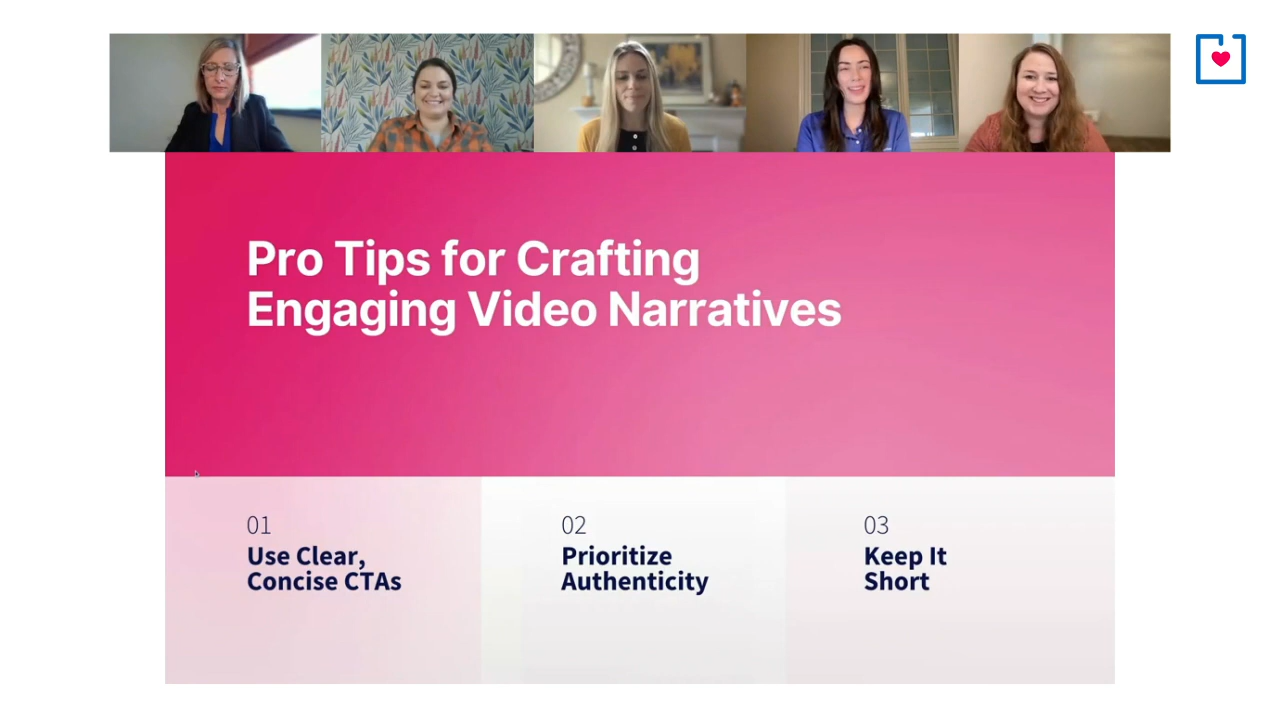 Pro Tips for Crafting
Engaging Video Narratives
01
Use Clear,
Concise CTAs
02
Prioritize
Authenticity
03
Keep It
Short